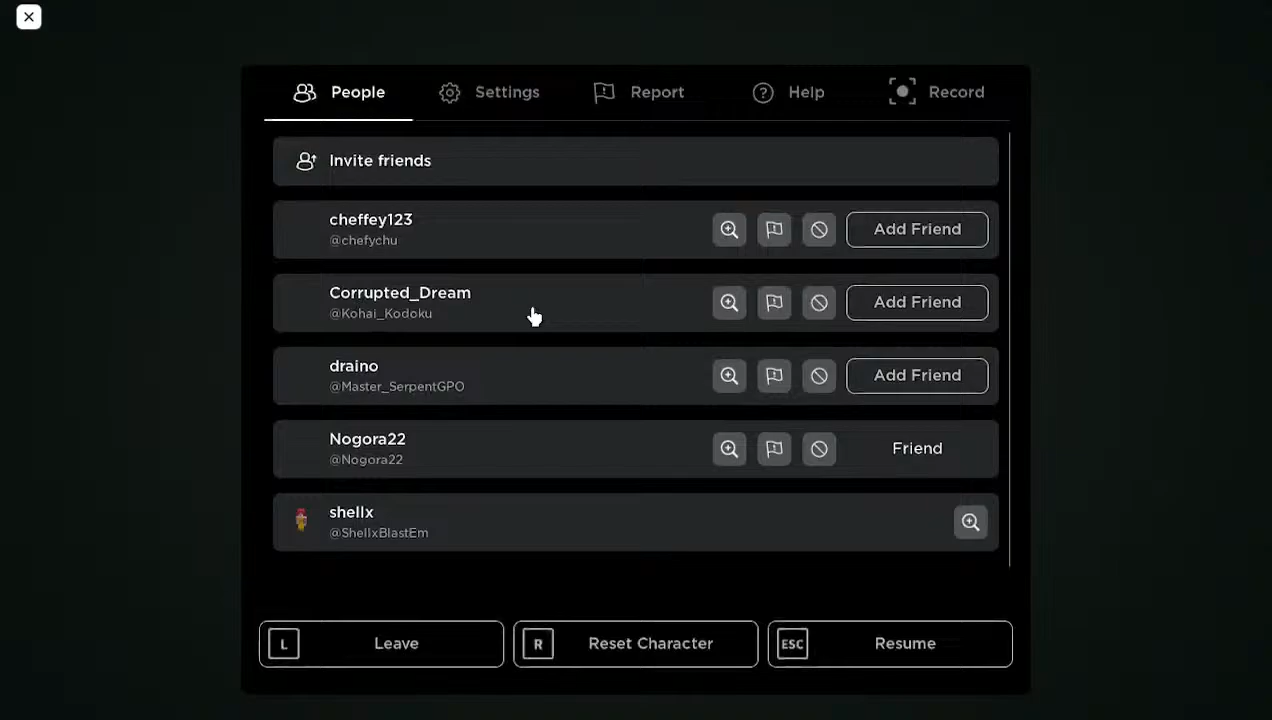 People
Settings
Report
Help
Record
Invite friends
cheffey123
@chefychu
Add Friend
Corrupted_Dream
@Kohai_Kodoku
Add Friend
draino
@Master_SerpentGPO
Add Friend
Nogora22
@Nogora22
Friend
shellx
@ShellxBlastEm
L Leave
R Reset Character
ESC Resume